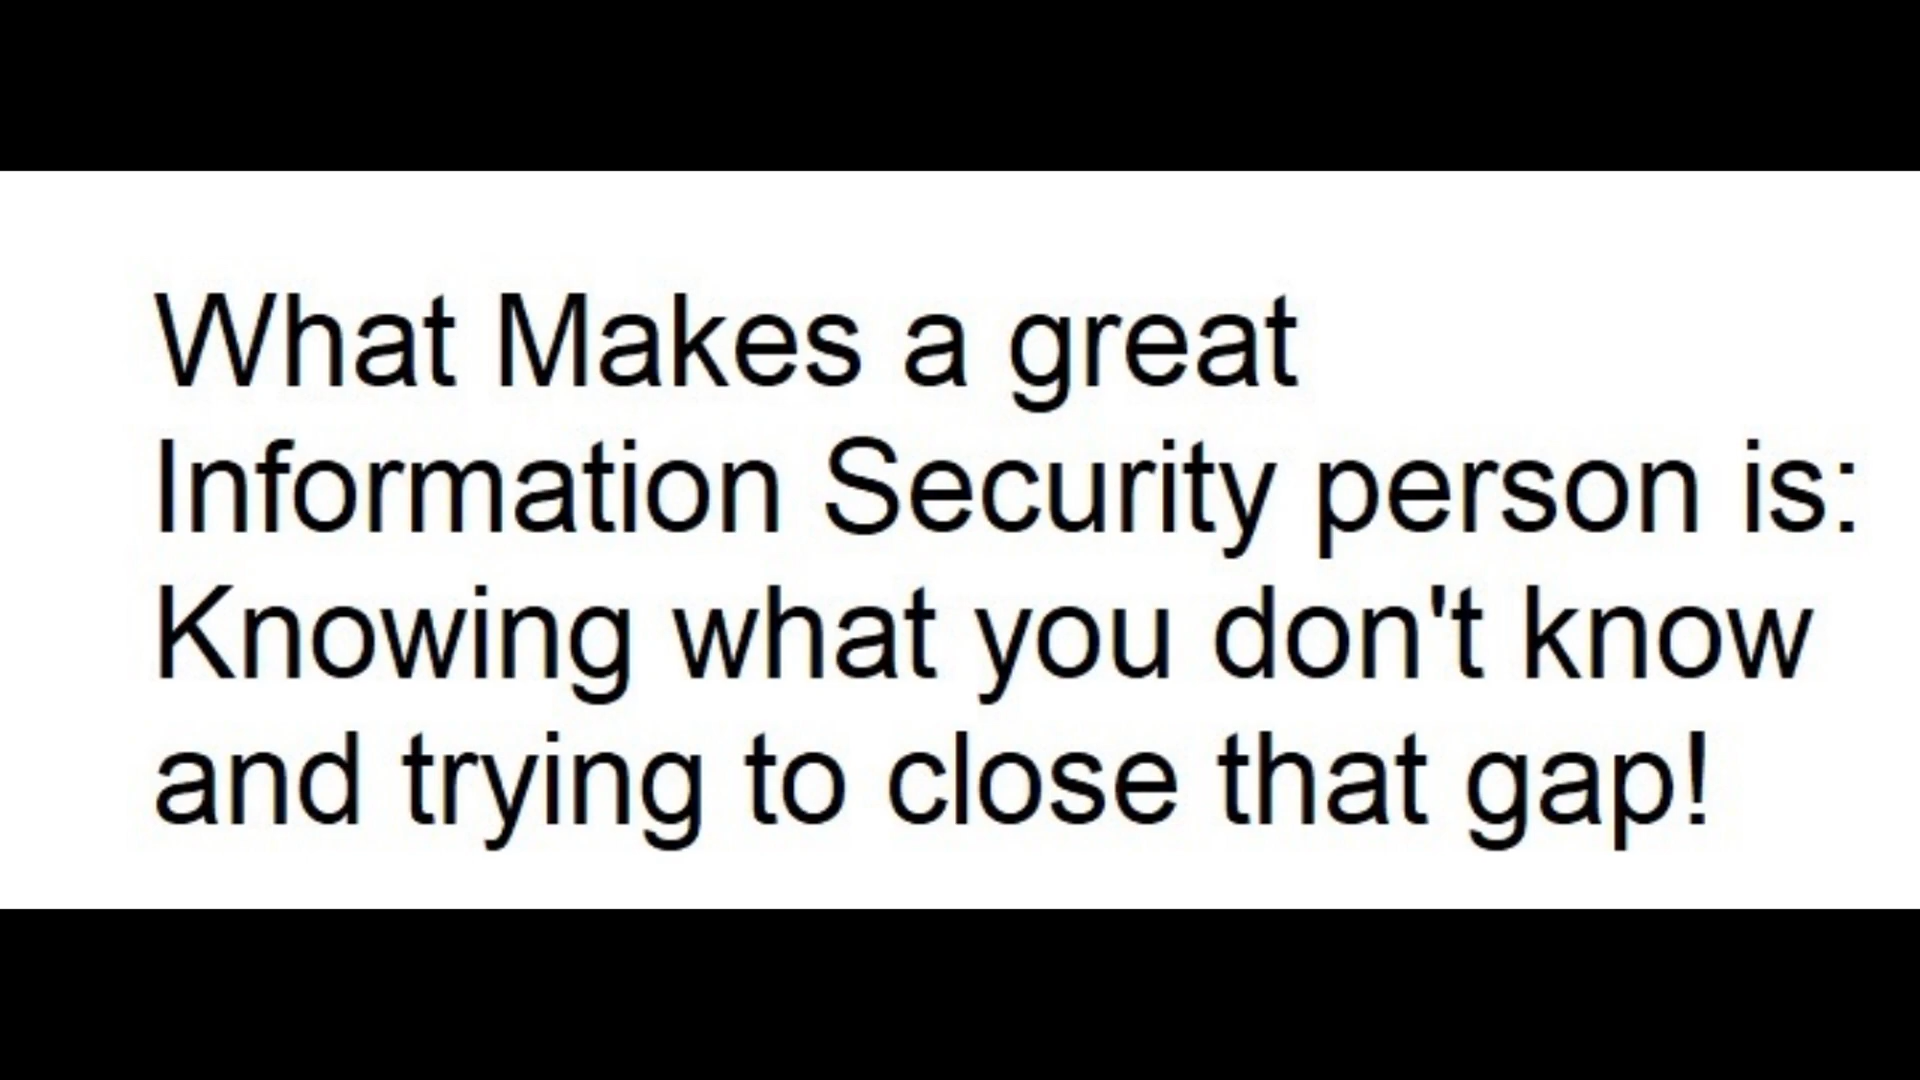 What Makes a great
Information Security person is:
Knowing what you don't know
and trying to close that gap!